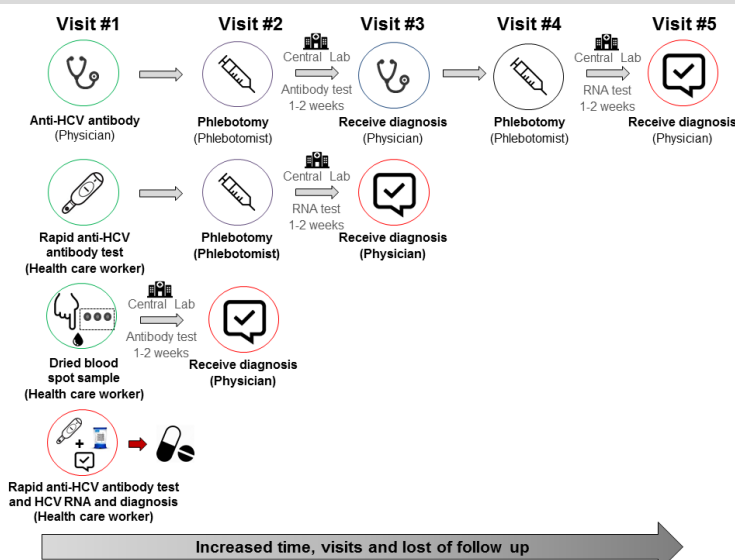 Visit #1 Visit #2 Visit #3 Visit #4 Visit #5
Central Lab
Antibody test
1-2 weeks
Central Lab
RNA test
1-2 weeks
Anti-HCV antibody
(Physician)
Phlebotomy
(Phlebotomist)
Receive diagnosis
(Physician)
Phlebotomy
(Phlebotomist)
Receive diagnosis
(Physician)
Central Lab
RNA test
1-2 weeks
Rapid anti-HCV
antibody test
(Health care worker)
Phlebotomy
(Phlebotomist)
Receive diagnosis
(Physician)
Central Lab
Antibody test
1-2 weeks
Dried blood
spot sample
(Health care worker)
Receive diagnosis
(Physician)
+
Rapid anti-HCV antibody test
and HCV RNA and diagnosis
(Health care worker)
Increased time, visits and lost of follow up